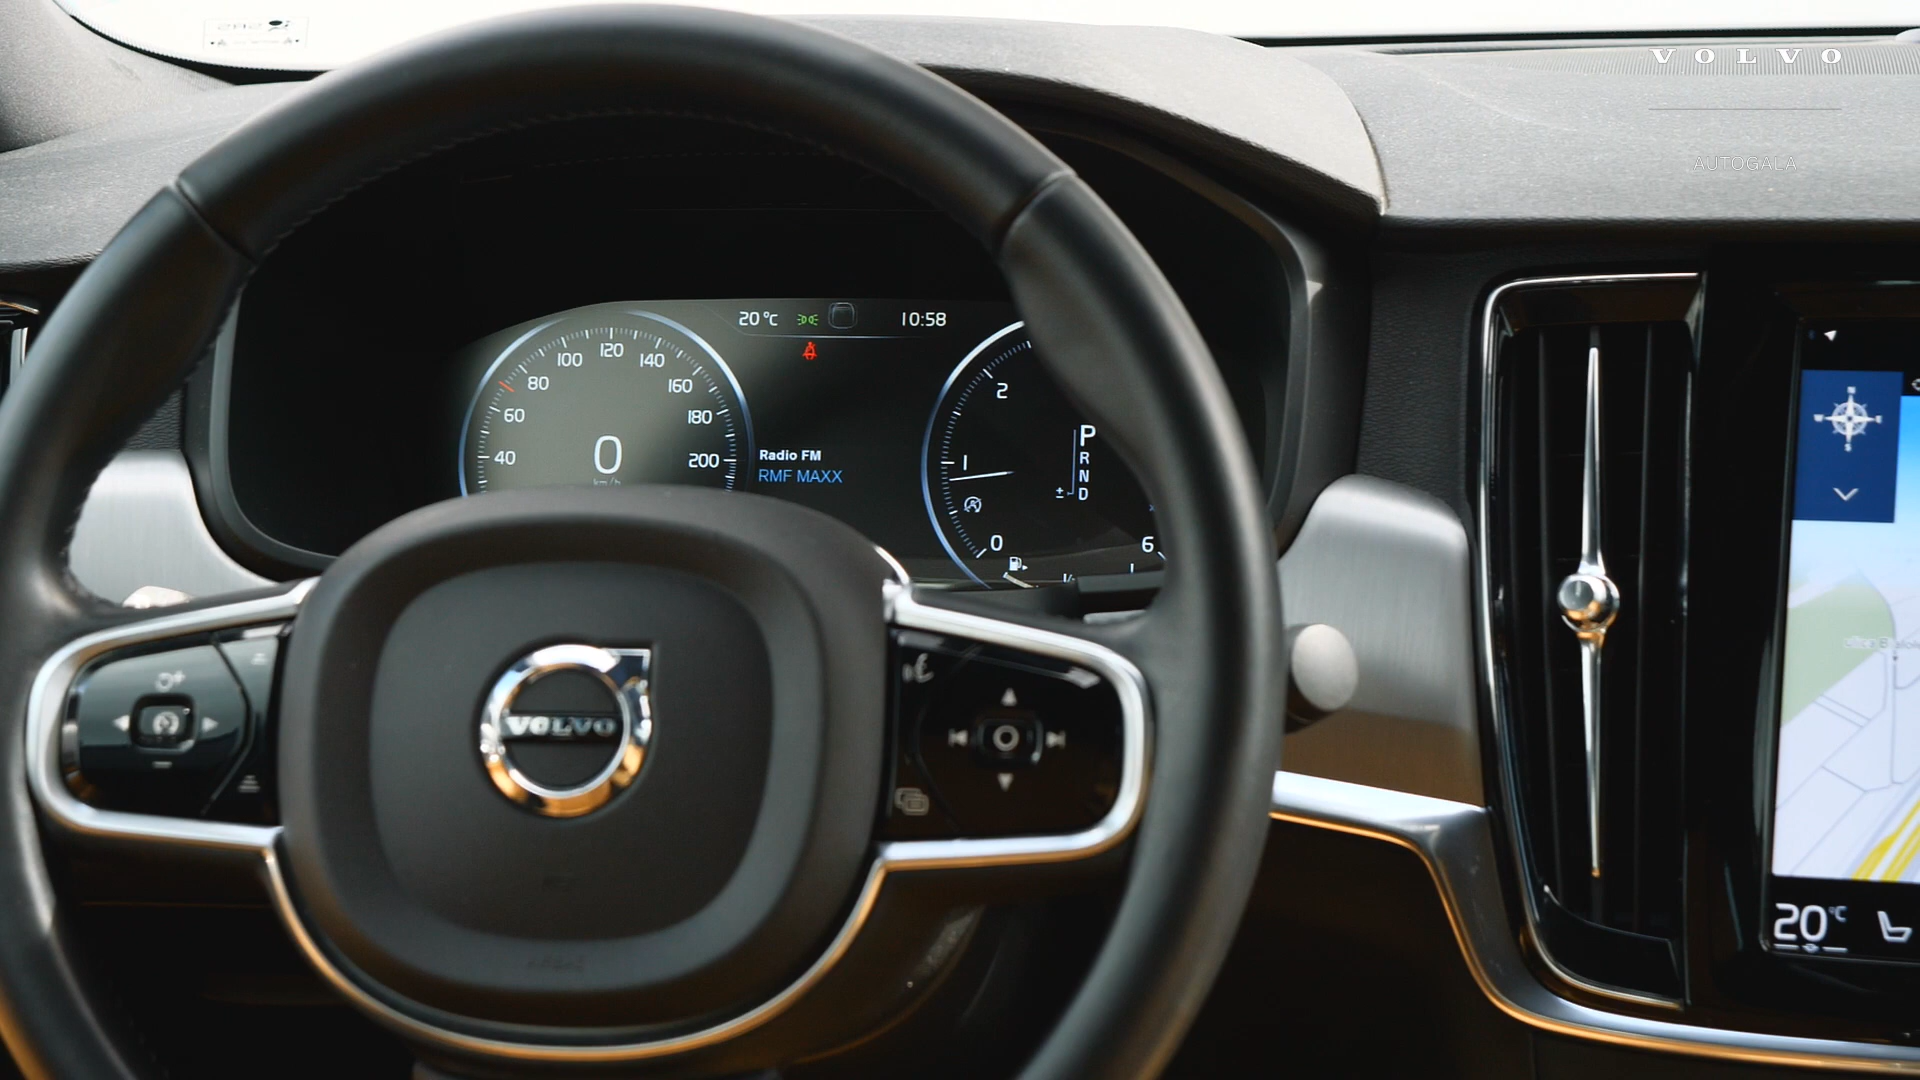 VOLVO
AUTOGALA
20°C
10:58
100 120 140
80 160
60 180
40 200
0
km/h
Radio FM
RMF MAXX
2
1
0
6
P
R
N
D
±
N
W E
S
VOLVO
20°C